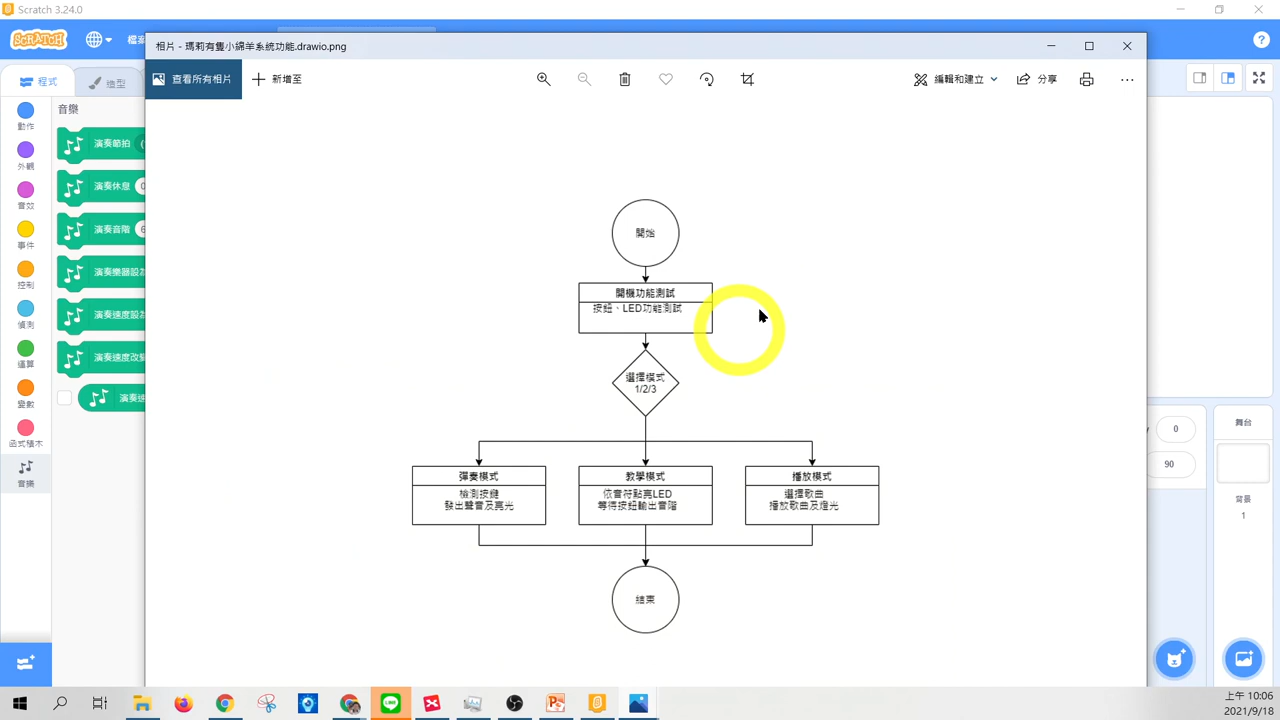 Scratch 3.24.0
SCRATCH
檔案
相片 - 瑪莉有隻小綿羊系統功能.drawio.png
查看所有相片
新增至
編輯和建立
分享
程式
造型
音樂
動作
外觀
音效
事件
控制
偵測
運算
變數
函式積木
音樂
演奏節拍
演奏休息
演奏音階
演奏樂器設為
演奏速度設為
演奏速度改變
演奏速
開始
開機功能測試
按鈕、LED功能測試
選擇模式
1/2/3
彈奏模式
檢測按鍵
發出聲音及亮光
教學模式
依音符點亮LED
等待按鈕輸出音階
播放模式
選擇歌曲
播放歌曲及燈光
結束
y
0
90
舞台
背景
1
上午 10:06
2021/9/18